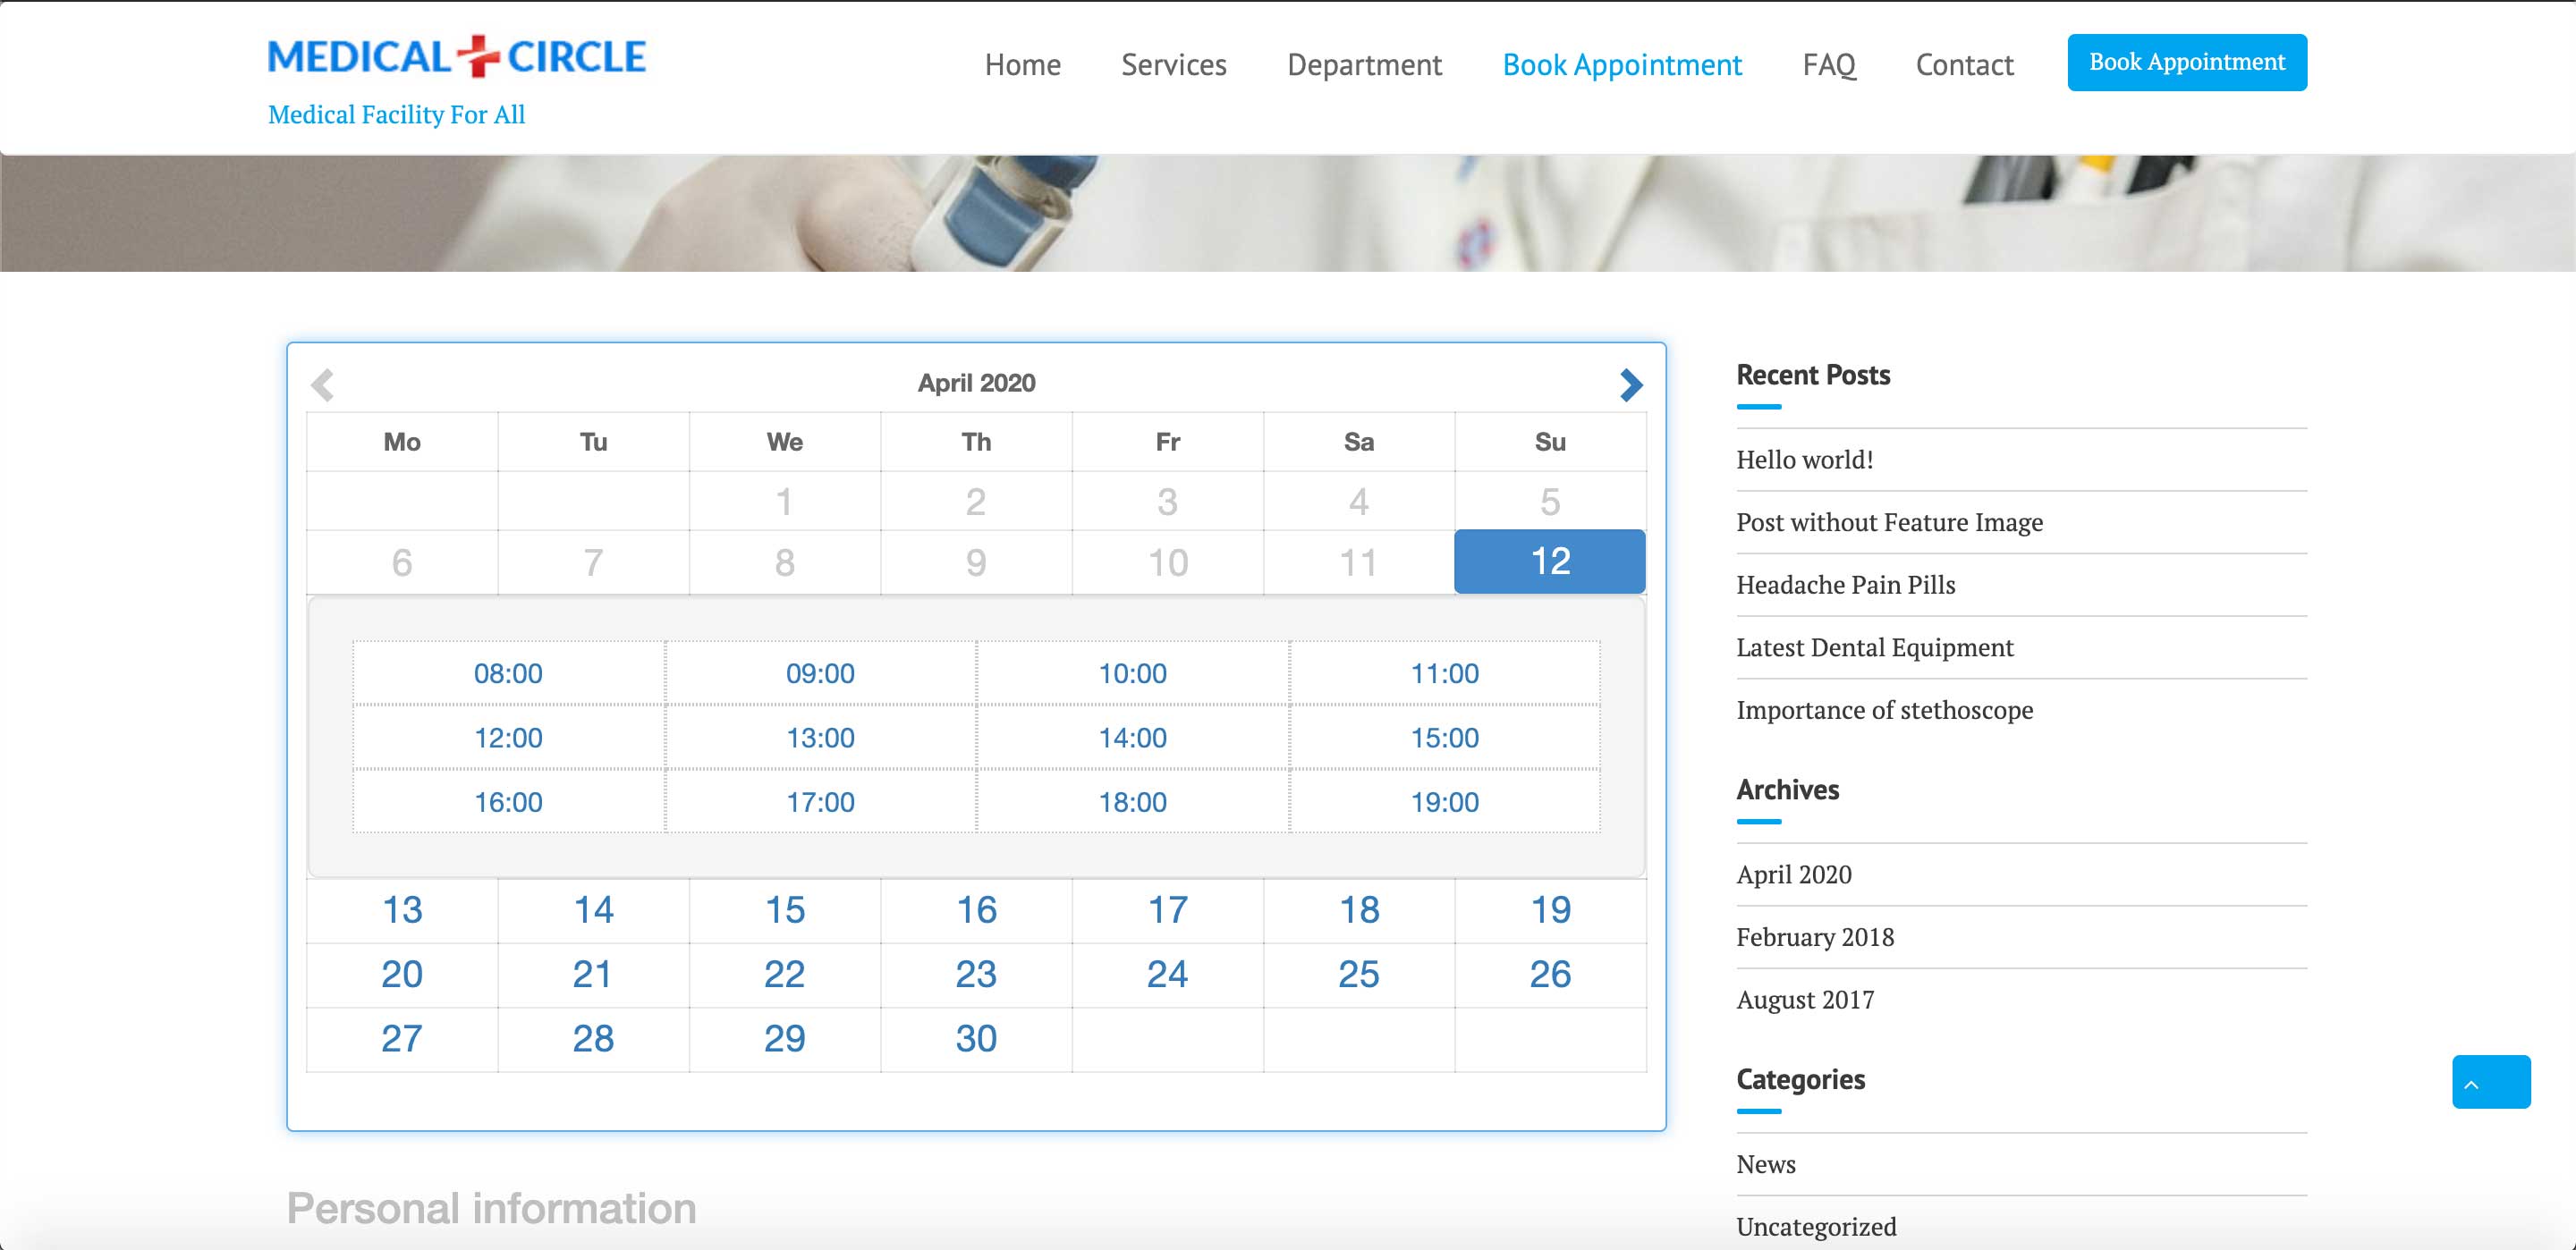 MEDICAL CIRCLE
Medical Facility For All
Home Services Department Book Appointment FAQ Contact Book Appointment
April 2020
Mo Tu We Th Fr Sa Su
1 2 3 4 5
6 7 8 9 10 11 12
08:00 09:00 10:00 11:00
12:00 13:00 14:00 15:00
16:00 17:00 18:00 19:00
13 14 15 16 17 18 19
20 21 22 23 24 25 26
27 28 29 30
Personal information
Recent Posts
Hello world!
Post without Feature Image
Headache Pain Pills
Latest Dental Equipment
Importance of stethoscope
Archives
April 2020
February 2018
August 2017
Categories
News
Uncategorized